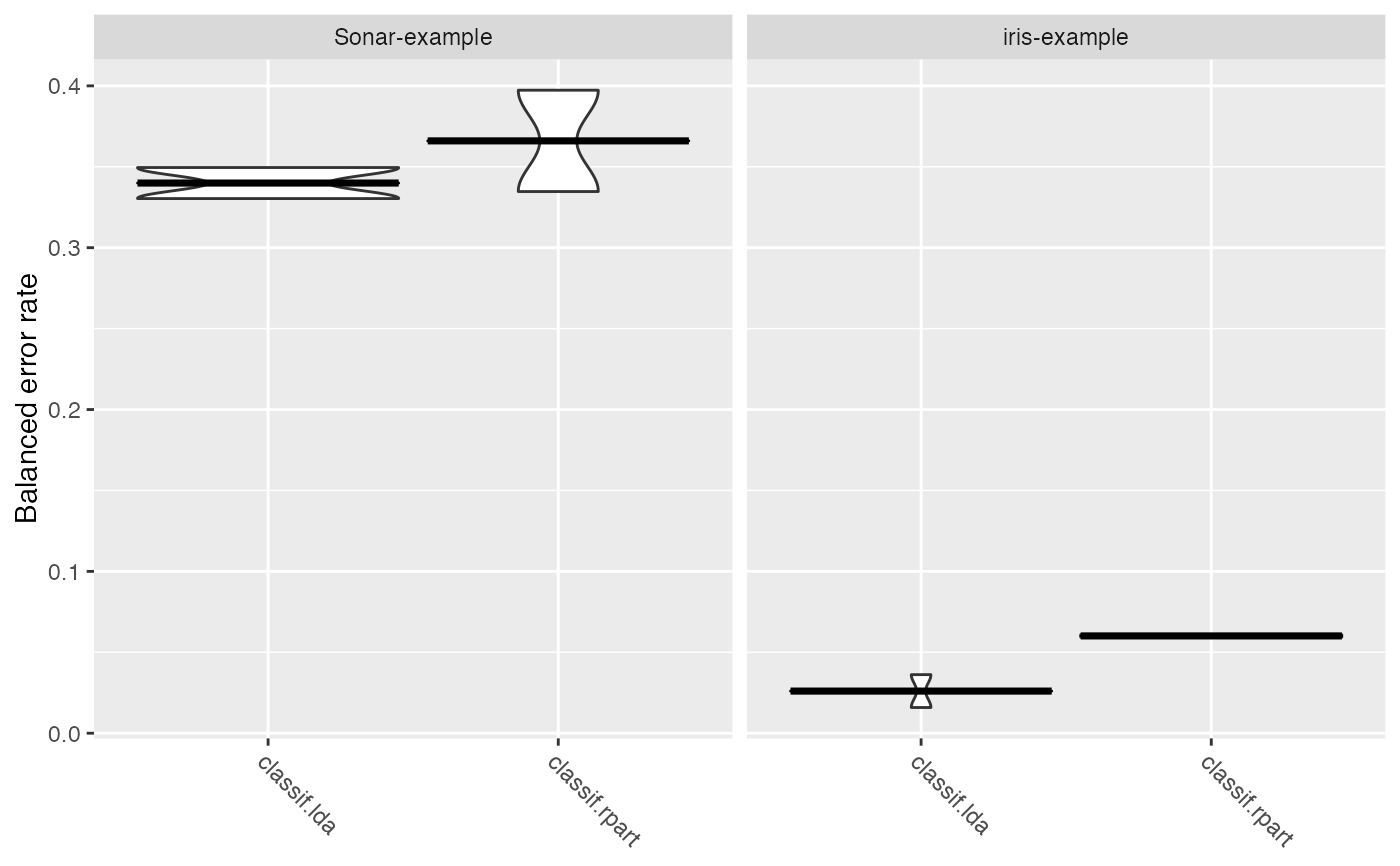 Sonar-example
iris-example
Balanced error rate
0.4
0.3
0.2
0.1
0.0
classif.lda
classif.rpart
classif.lda
classif.rpart